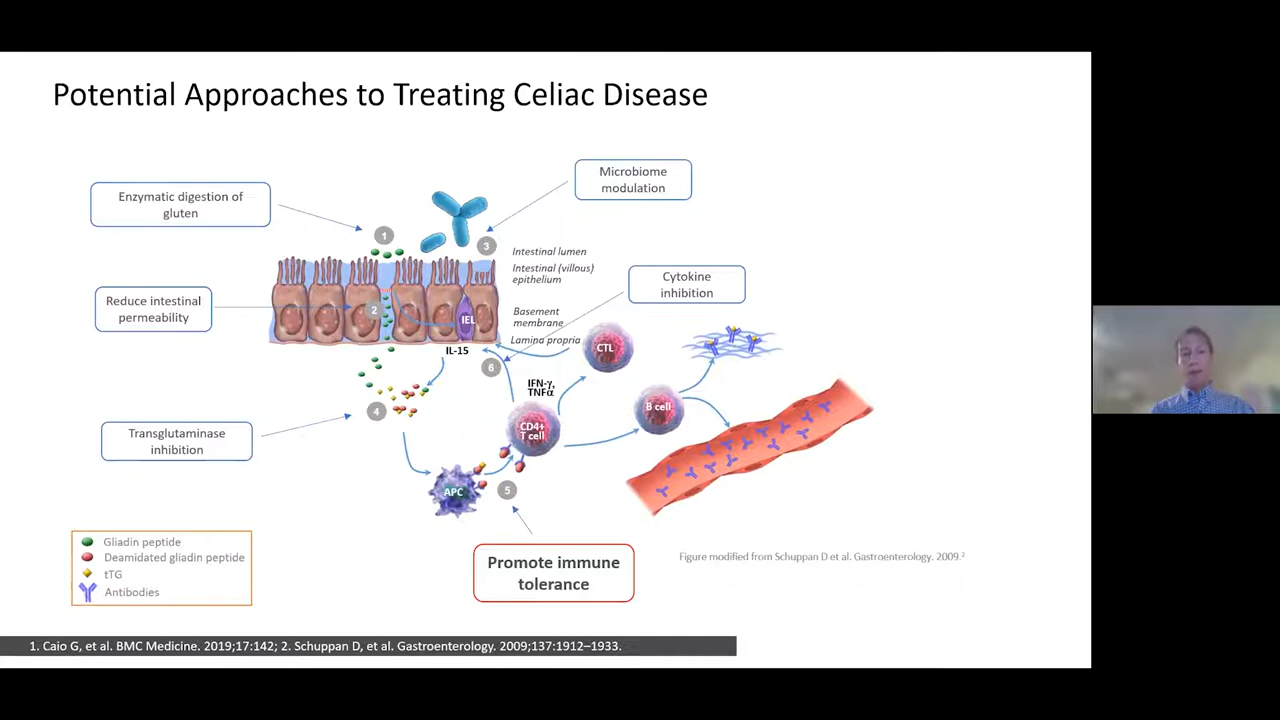 Potential Approaches to Treating Celiac Disease
Microbiome
modulation
Enzymatic digestion of
gluten
1
3
Intestinal lumen
Intestinal (villous)
epithelium
Cytokine
inhibition
Reduce intestinal
permeability
2
IEL
Basement
membrane
Lamina propria
IL-15
CTL
6
IFN-γ,
TNFα
B cell
4
CD4+
T cell
Transglutaminase
inhibition
APC
5
Gliadin peptide
Deamidated gliadin peptide
tTG
Antibodies
Promote immune
tolerance
Figure modified from Schuppan D et al. Gastroenterology. 2009.²
1. Caio G, et al. BMC Medicine. 2019;17:142; 2. Schuppan D, et al. Gastroenterology. 2009;137:1912–1933.